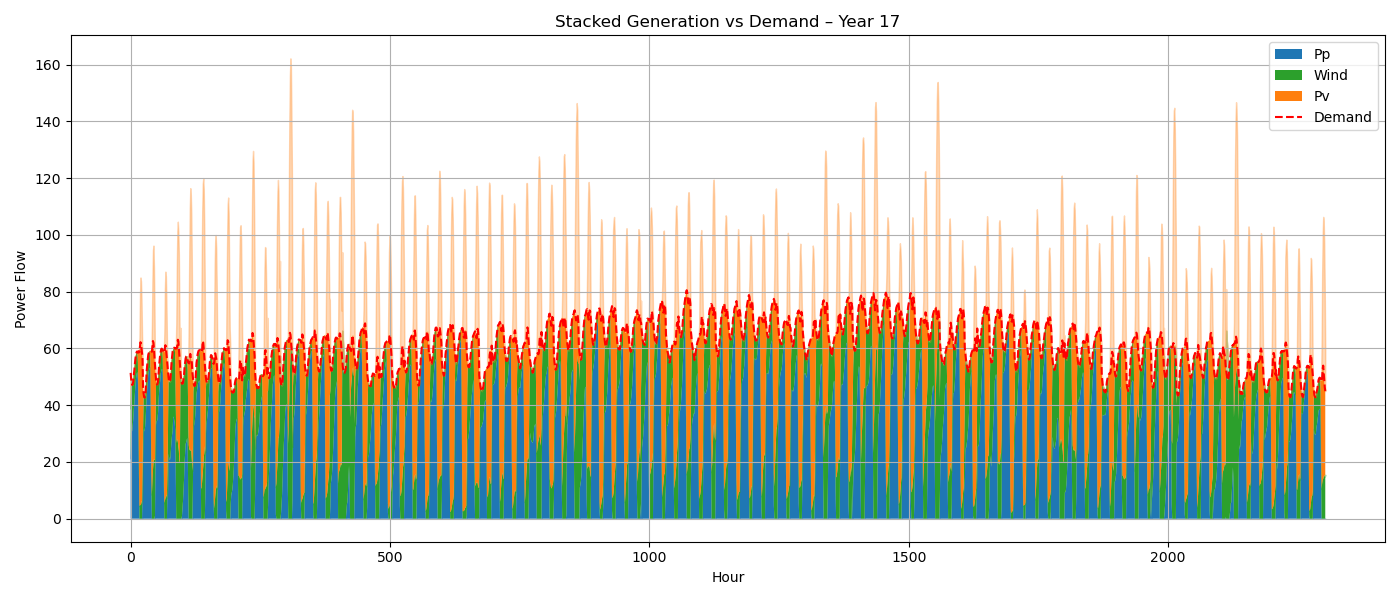 Stacked Generation vs Demand – Year 17
Power Flow
160
140
120
100
80
60
40
20
0
Pp
Wind
Pv
Demand
0 500 1000 1500 2000
Hour